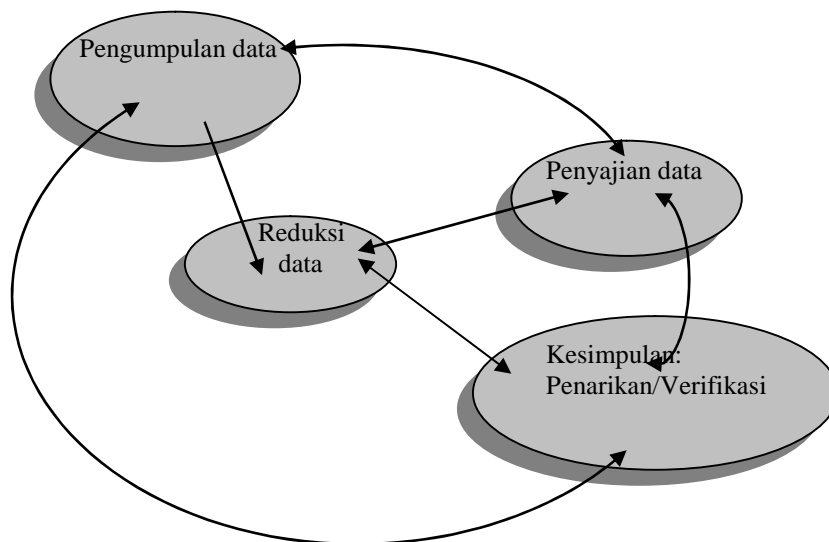 Pengumpulan data
Penyajian data
Reduksi
data
Kesimpulan:
Penarikan/Verifikasi